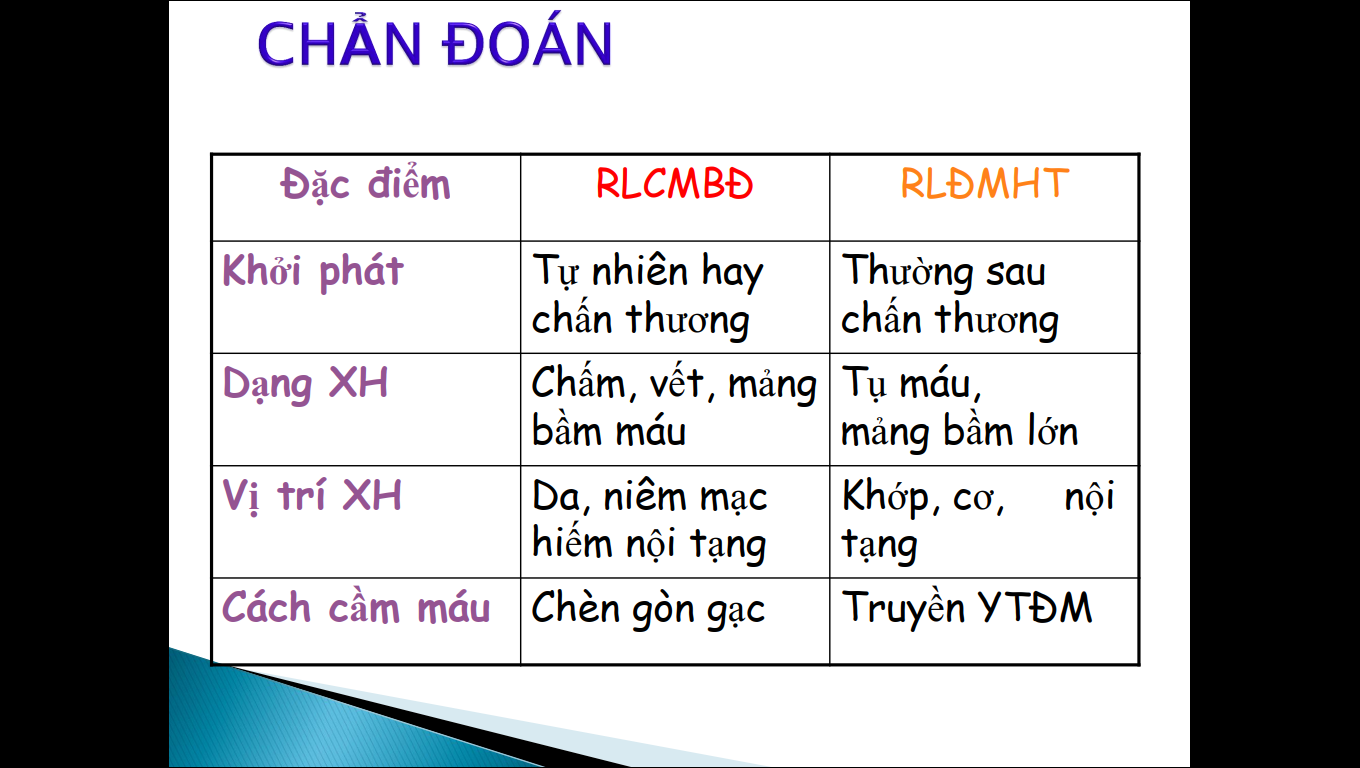 CHẨN ĐOÁN
Đặc điểm RLCMBĐ RLĐMHT
Khởi phát Tự nhiên hay Thường sau
chấn thương chấn thương
Dạng XH Chấm, vết, mảng Tụ máu,
bầm máu mảng bầm lớn
Vị trí XH Da, niêm mạc Khớp, cơ, nội
hiếm nội tạng tạng
Cách cầm máu Chèn gòn gạc Truyền YTĐM